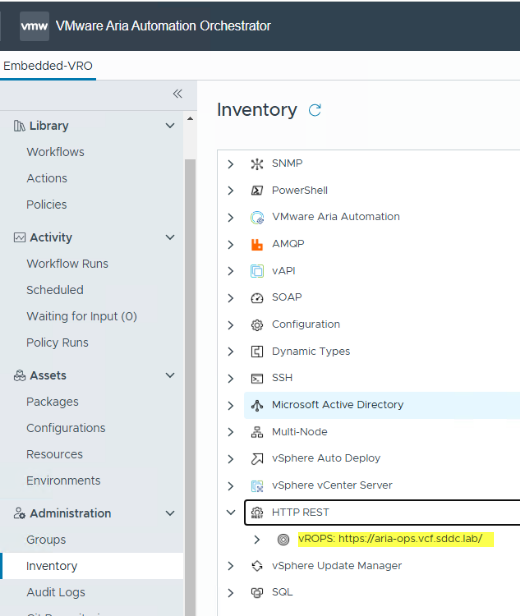 vmw VMware Aria Automation Orchestrator
Embedded-VRO
Library
Workflows
Actions
Policies
Activity
Workflow Runs
Scheduled
Waiting for Input (0)
Policy Runs
Assets
Packages
Configurations
Resources
Environments
Administration
Groups
Inventory
Audit Logs
Inventory
SNMP
PowerShell
VMware Aria Automation
AMQP
vAPI
SOAP
Configuration
Dynamic Types
SSH
Microsoft Active Directory
Multi-Node
vSphere Auto Deploy
vSphere vCenter Server
HTTP REST
vROPS: https://aria-ops.vcf.sddc.lab/
vSphere Update Manager
SQL